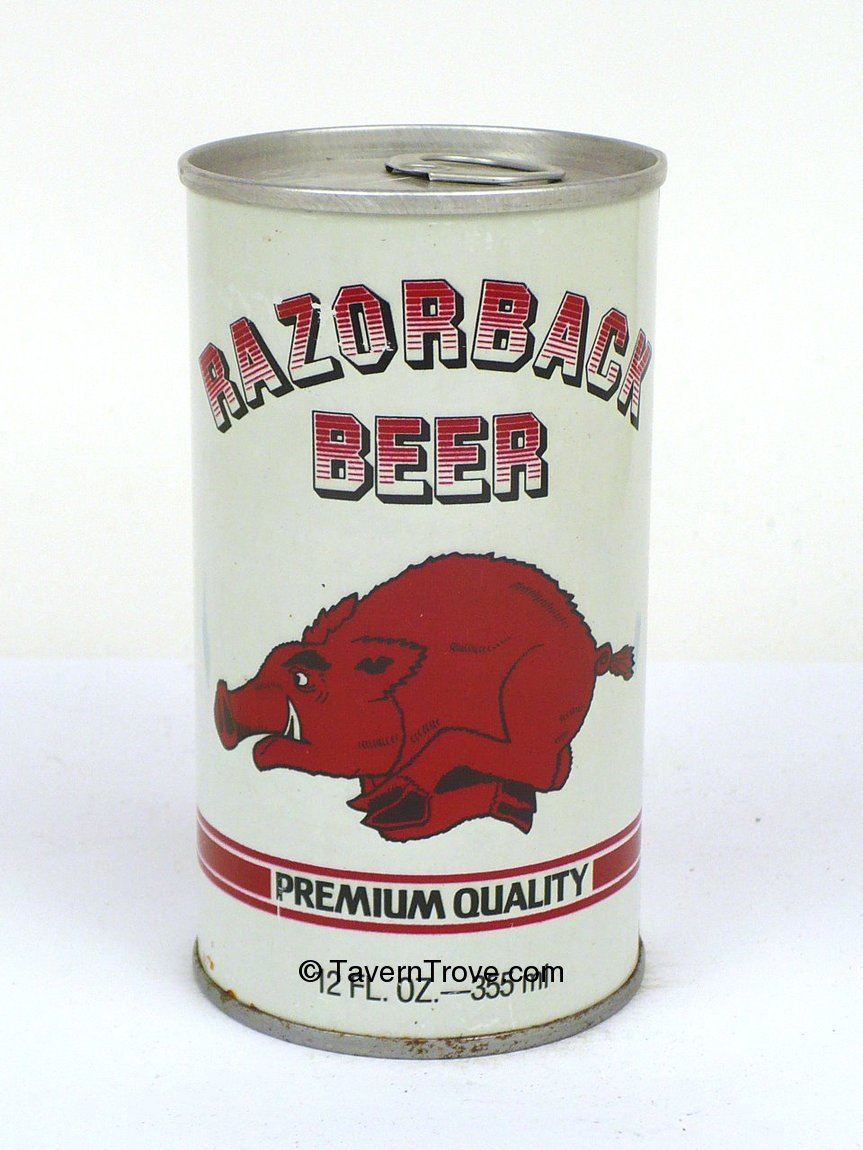 RAZORBACK
BEER
PREMIUM QUALITY
© TavernTrove.com
12 FL. OZ.—355 ml